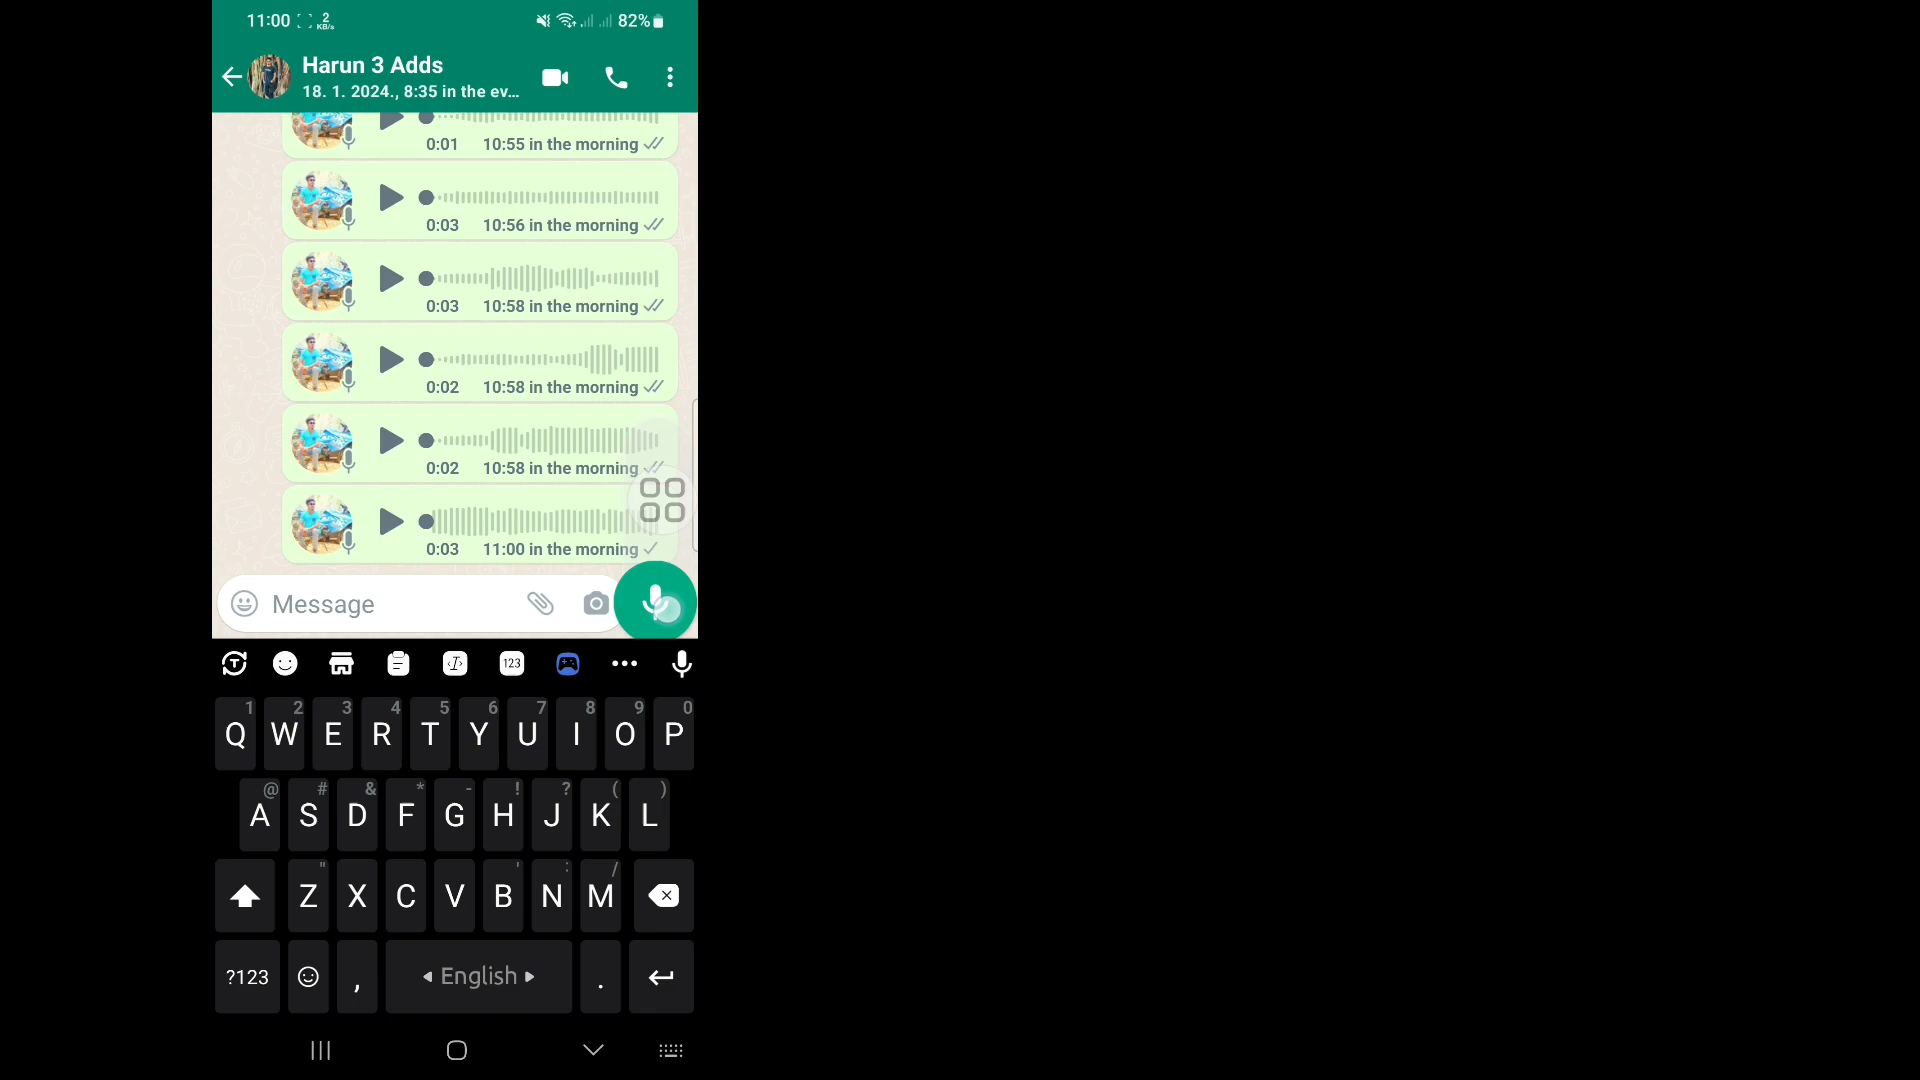 11:00 2 KB/s 82%
Harun 3 Adds
18. 1. 2024., 8:35 in the ev...
0:01 10:55 in the morning
0:03 10:56 in the morning
0:03 10:58 in the morning
0:02 10:58 in the morning
0:02 10:58 in the morning
0:03 11:00 in the morning
Message
T I 123
1 2 3 4 5 6 7 8 9 0
Q W E R T Y U I O P
@ # & * - ! ? ( )
A S D F G H J K L
" ' : /
Z X C V B N M
?123 , English .